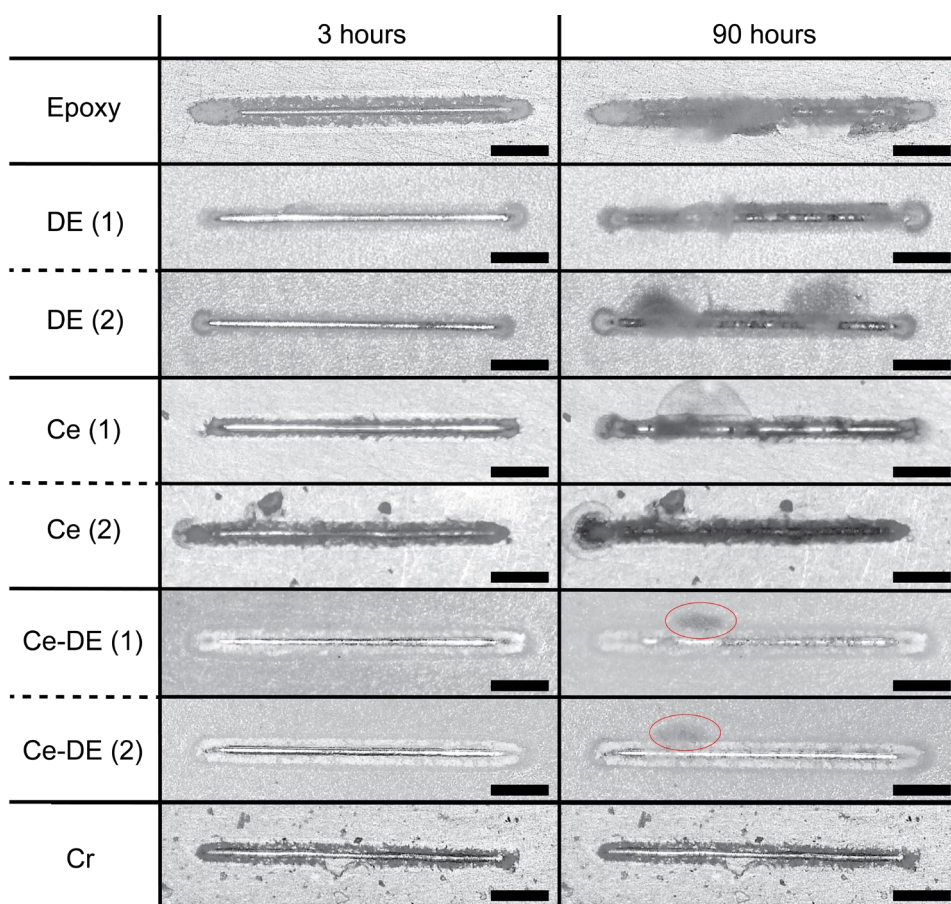 3 hours 90 hours
Epoxy
DE (1)
DE (2)
Ce (1)
Ce (2)
Ce-DE (1)
Ce-DE (2)
Cr